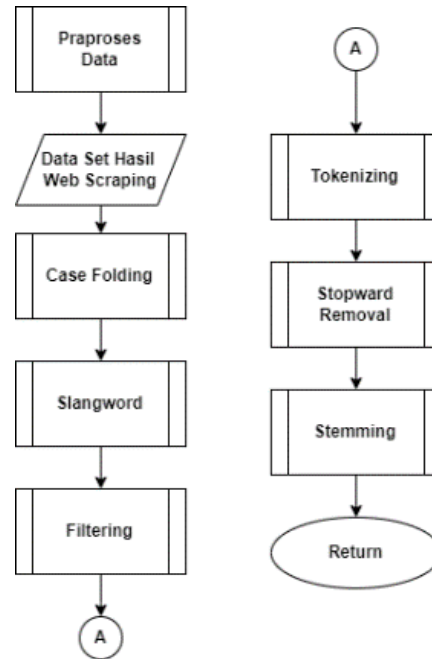 Praproses
Data
Data Set Hasil
Web Scraping
Case Folding
Slangword
Filtering
A
A
Tokenizing
Stopward
Removal
Stemming
Return